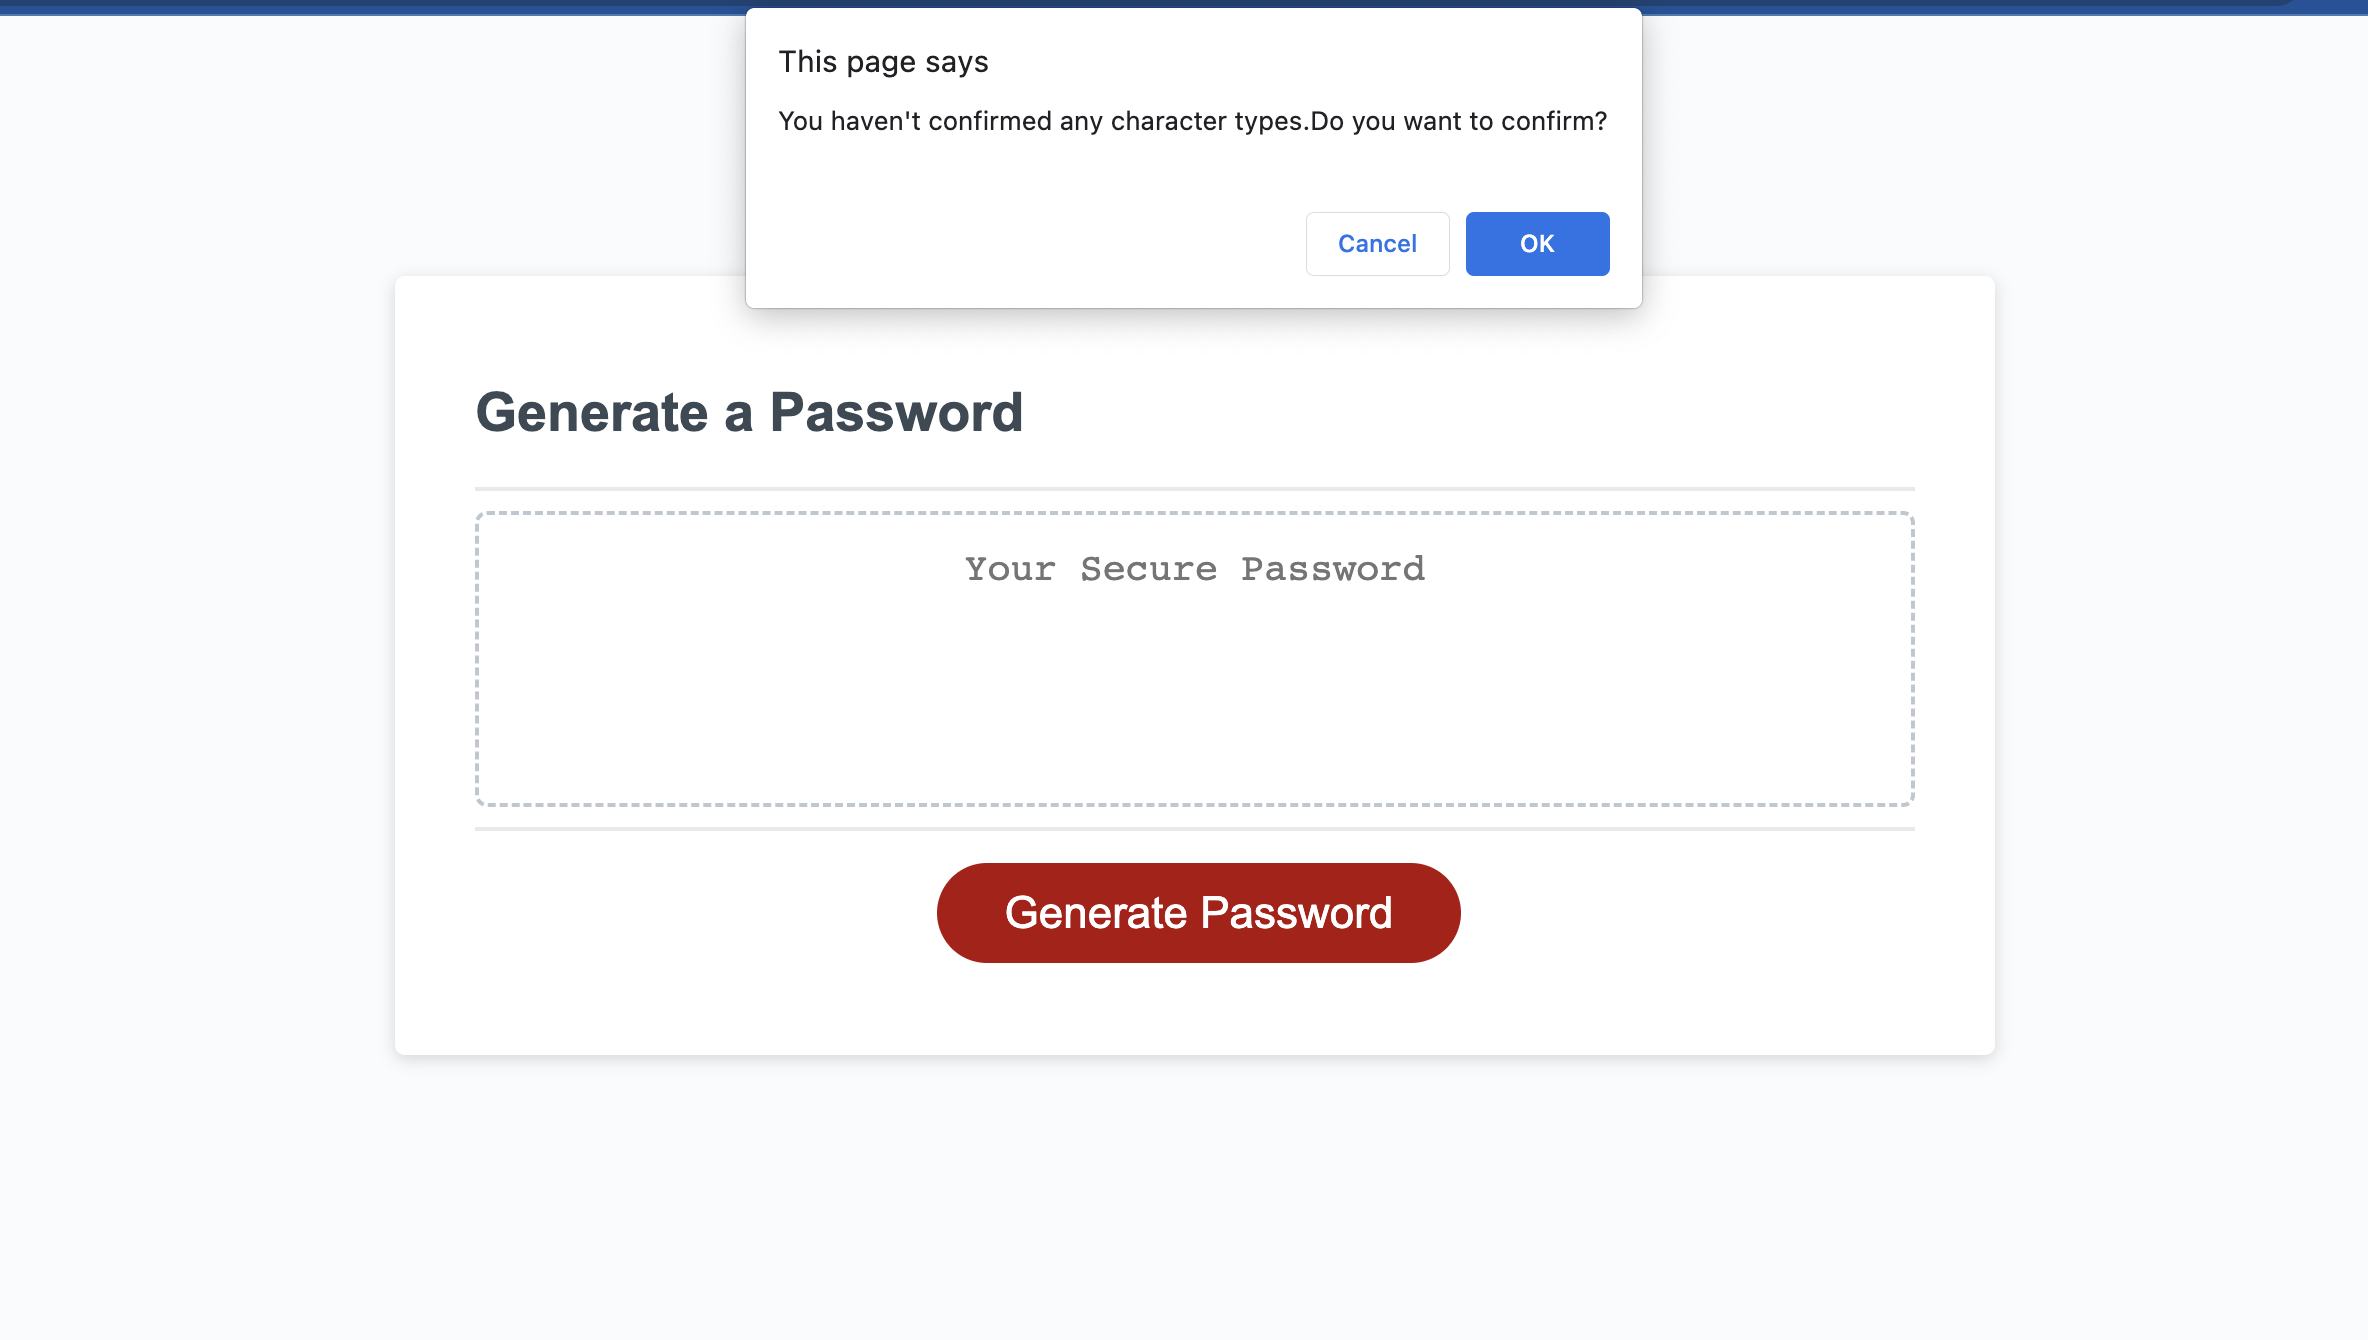 This page says
You haven't confirmed any character types.Do you want to confirm?
Cancel
OK
Generate a Password
Your Secure Password
Generate Password